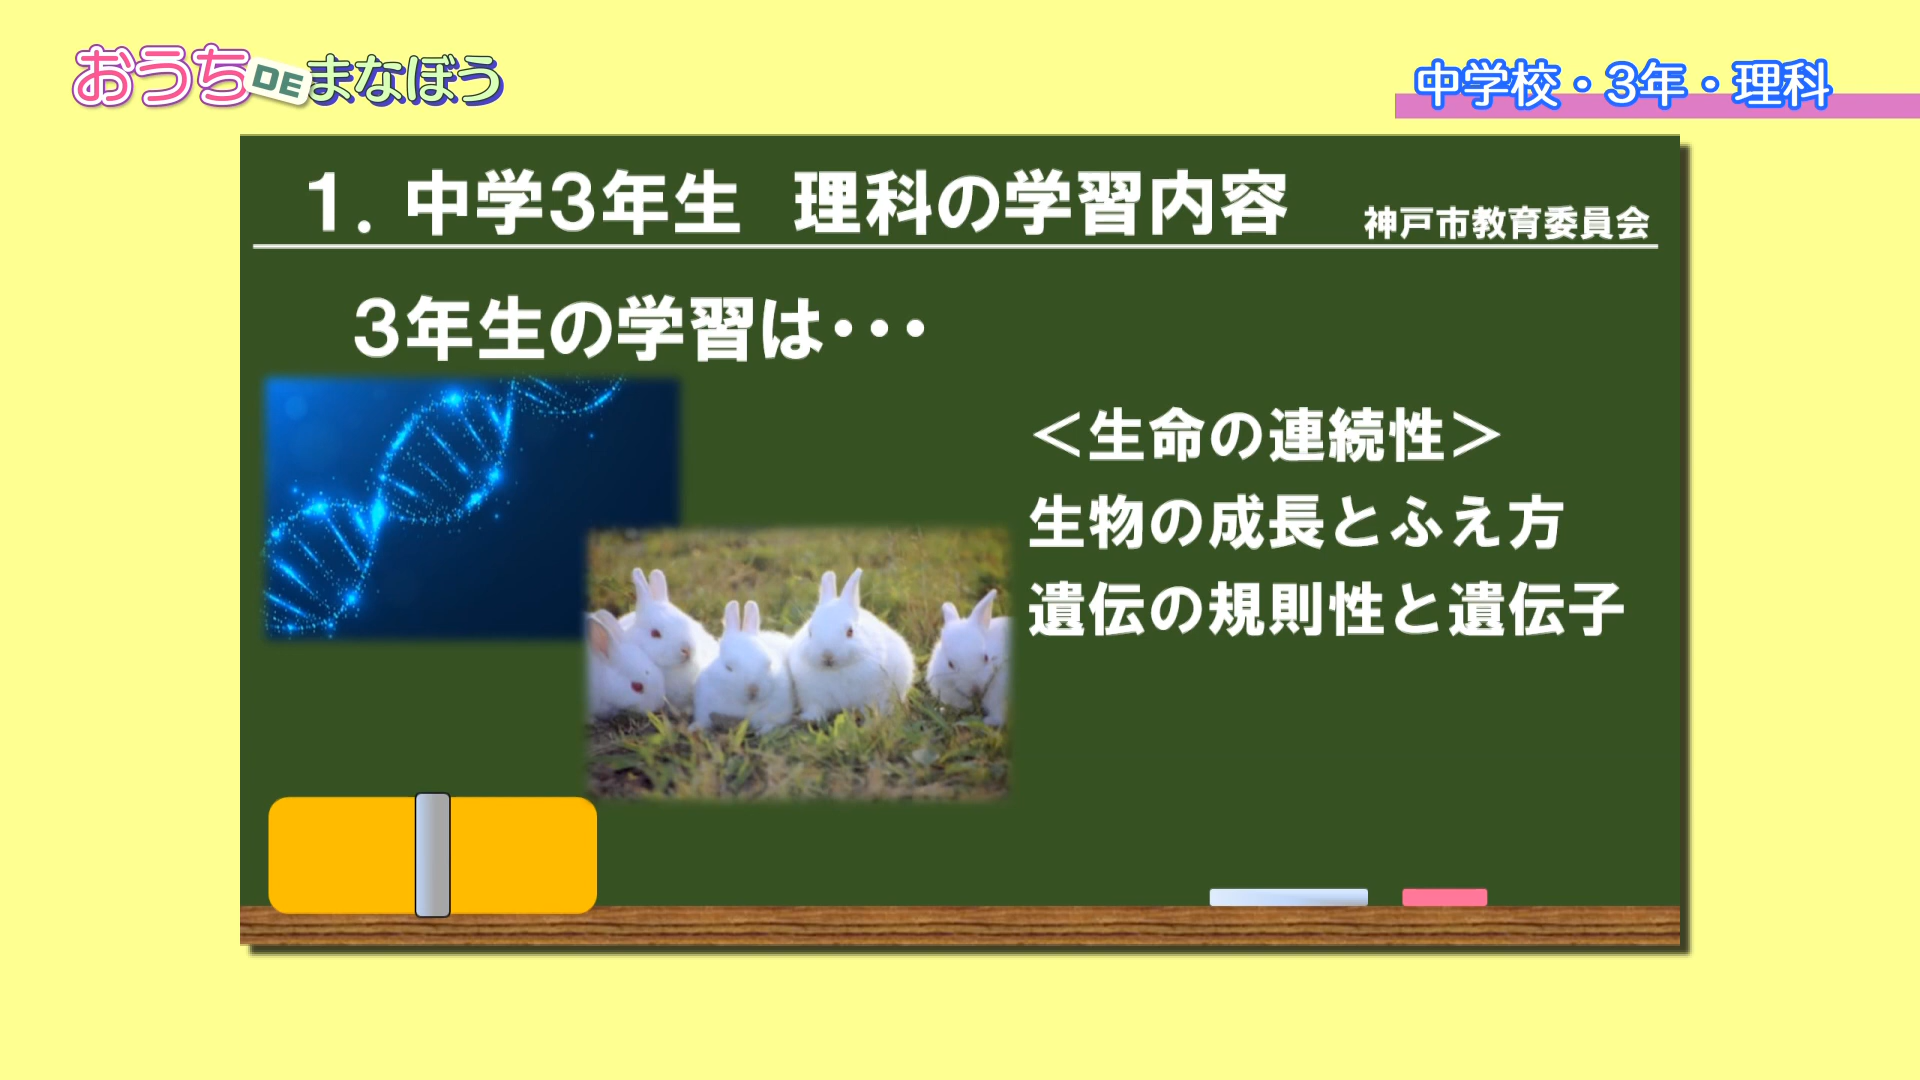 おうちDEまなぼう
中学校・3年・理科
1. 中学3年生　理科の学習内容
神戸市教育委員会
3年生の学習は･･･
＜生命の連続性＞
生物の成長とふえ方
遺伝の規則性と遺伝子